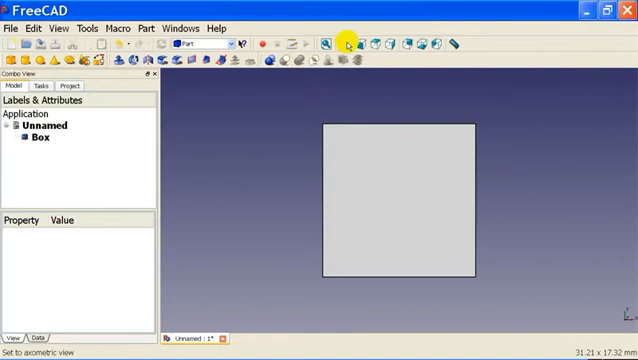 FreeCAD
File Edit View Tools Macro Part Windows Help
Part
Combo View
Model Tasks Project
Labels & Attributes
Application
Unnamed
Box
Property Value
View Data
Unnamed : 1*
Set to axometric view
31.21 x 17.32 mm